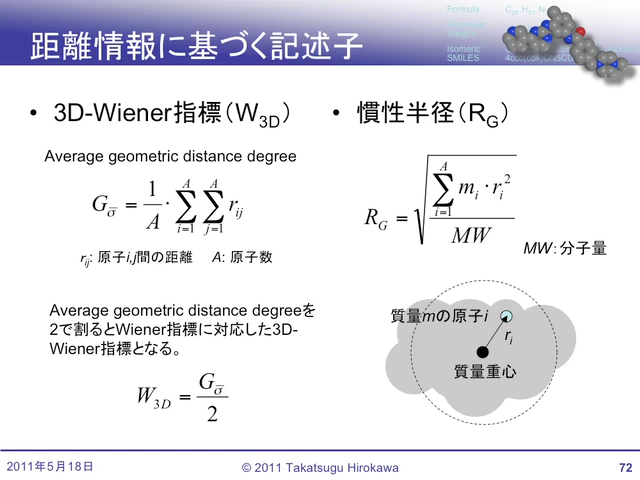 Formula
Isomeric
SMILES
距離情報に基づく記述子
• 3D-Wiener指標（W3D）
Average geometric distance degree
Gσ̅ = 1/A · Σ(i=1..A) Σ(j=1..A) rij
rij: 原子i,j間の距離 A: 原子数
Average geometric distance degreeを
2で割るとWiener指標に対応した3D-
Wiener指標となる。
W3D = Gσ̅ / 2
• 慣性半径（RG）
RG = √( Σ(i=1..A) mi · ri² / MW )
MW：分子量
質量mの原子i
ri
質量重心
2011年5月18日
© 2011 Takatsugu Hirokawa
72